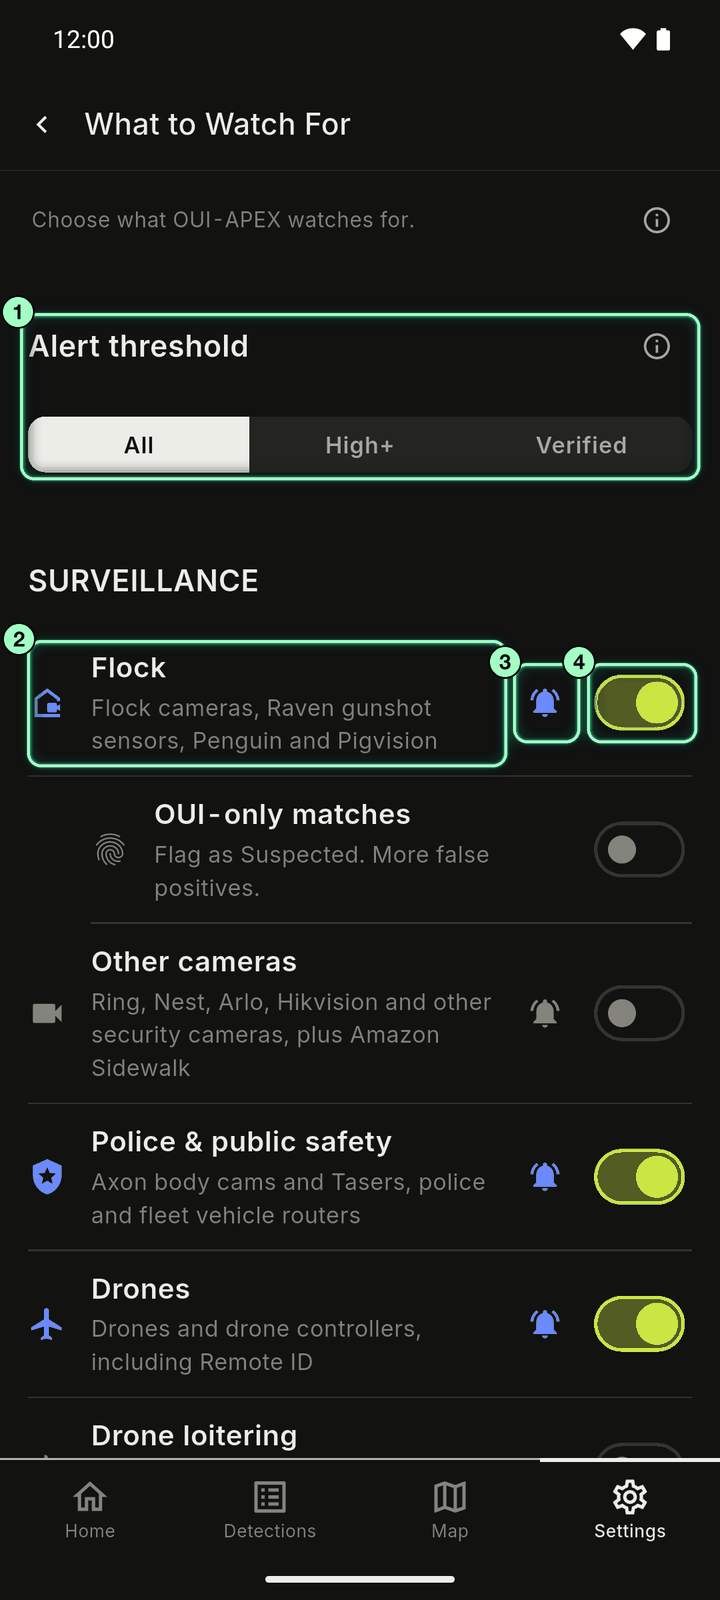 12:00
What to Watch For
Choose what OUI-APEX watches for.
1
Alert threshold
All High+ Verified
SURVEILLANCE
2
Flock
3 4
Flock cameras, Raven gunshot
sensors, Penguin and Pigvision
OUI-only matches
Flag as Suspected. More false
positives.
Other cameras
Ring, Nest, Arlo, Hikvision and other
security cameras, plus Amazon
Sidewalk
Police & public safety
Axon body cams and Tasers, police
and fleet vehicle routers
Drones
Drones and drone controllers,
including Remote ID
Drone loitering
Home Detections Map Settings